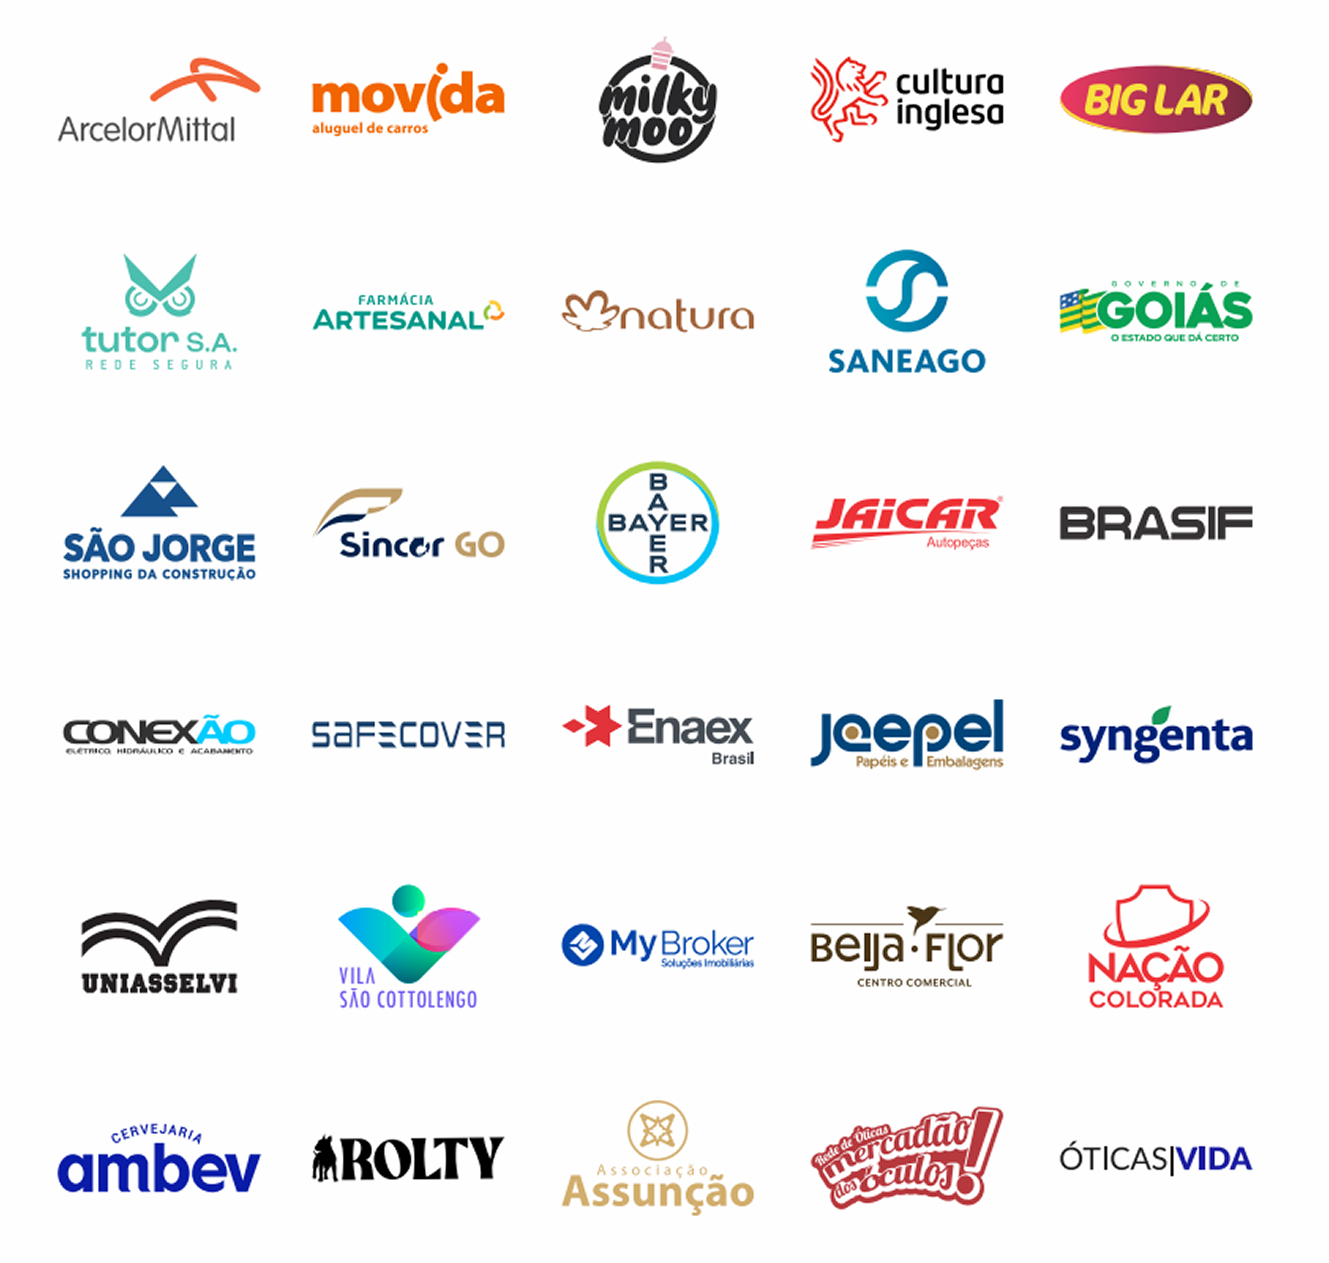 ArcelorMittal
movida
aluguel de carros
milky
moo
cultura
inglesa
BIG LAR
tutor S.A.
REDE SEGURA
FARMÁCIA
ARTESANAL
natura
SANEAGO
GOVERNO DE
GOIÁS
O ESTADO QUE DÁ CERTO
SÃO JORGE
SHOPPING DA CONSTRUÇÃO
Sincor GO
BAYER
BAYER
JAICAR®
Autopeças
BRASIF
CONEXÃO
ELÉTRICO, HIDRÁULICO E ACABAMENTO
SAFECOVER
Enaex
Brasil
jaepel
Papéis e Embalagens
syngenta
UNIASSELVI
VILA
SÃO COTTOLENGO
MyBroker
Soluções Imobiliárias
BEIJA·FLOR
CENTRO COMERCIAL
NAÇÃO
COLORADA
CERVEJARIA
ambev
ROLTY
Associação
Assunção
Rede de Óticas
mercadão
dos óculos!
ÓTICAS|VIDA